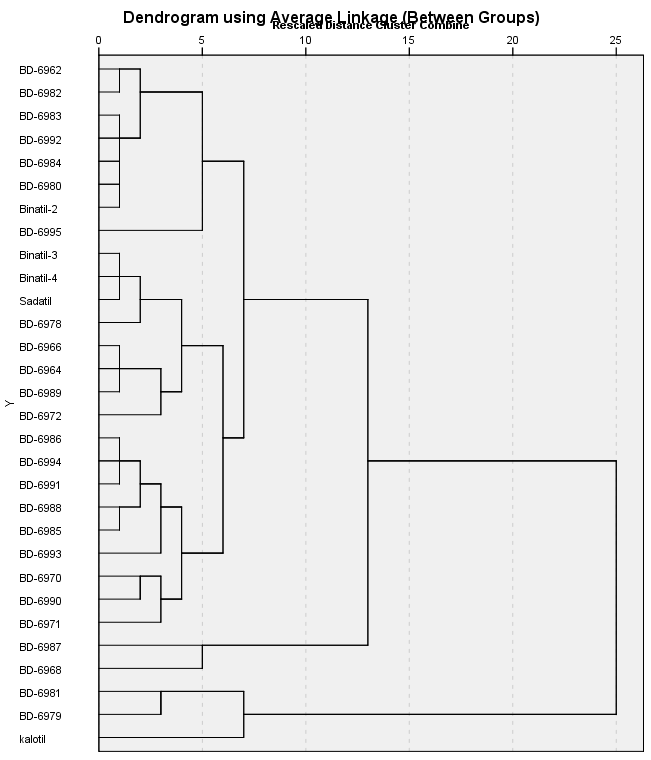 Dendrogram using Average Linkage (Between Groups)
Rescaled Distance Cluster Combine
0 5 10 15 20 25
BD-6962
BD-6982
BD-6983
BD-6992
BD-6984
BD-6980
Binatil-2
BD-6995
Binatil-3
Binatil-4
Sadatil
BD-6978
BD-6966
BD-6964
BD-6989
BD-6972
Y
BD-6986
BD-6994
BD-6991
BD-6988
BD-6985
BD-6993
BD-6970
BD-6990
BD-6971
BD-6987
BD-6968
BD-6981
BD-6979
kalotil